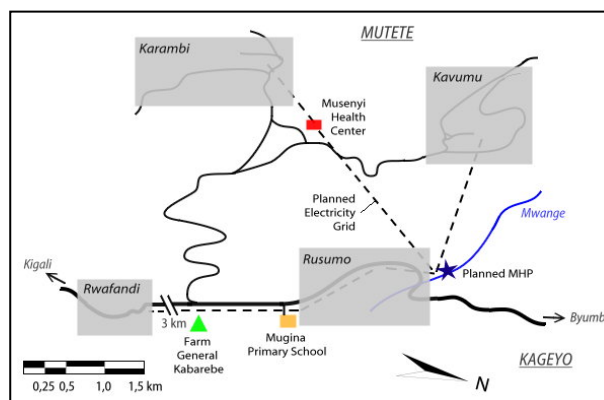 MUTETE
Karambi
Kavumu
Musenyi
Health
Center
Planned
Electricity
Grid
Mwange
Rusumo
Planned MHP
Kigali
Rwafandi
3 km
Farm
General
Kabarebe
Mugina
Primary School
Byumb
KAGEYO
N
0,25 0,5 1,0 1,5 km